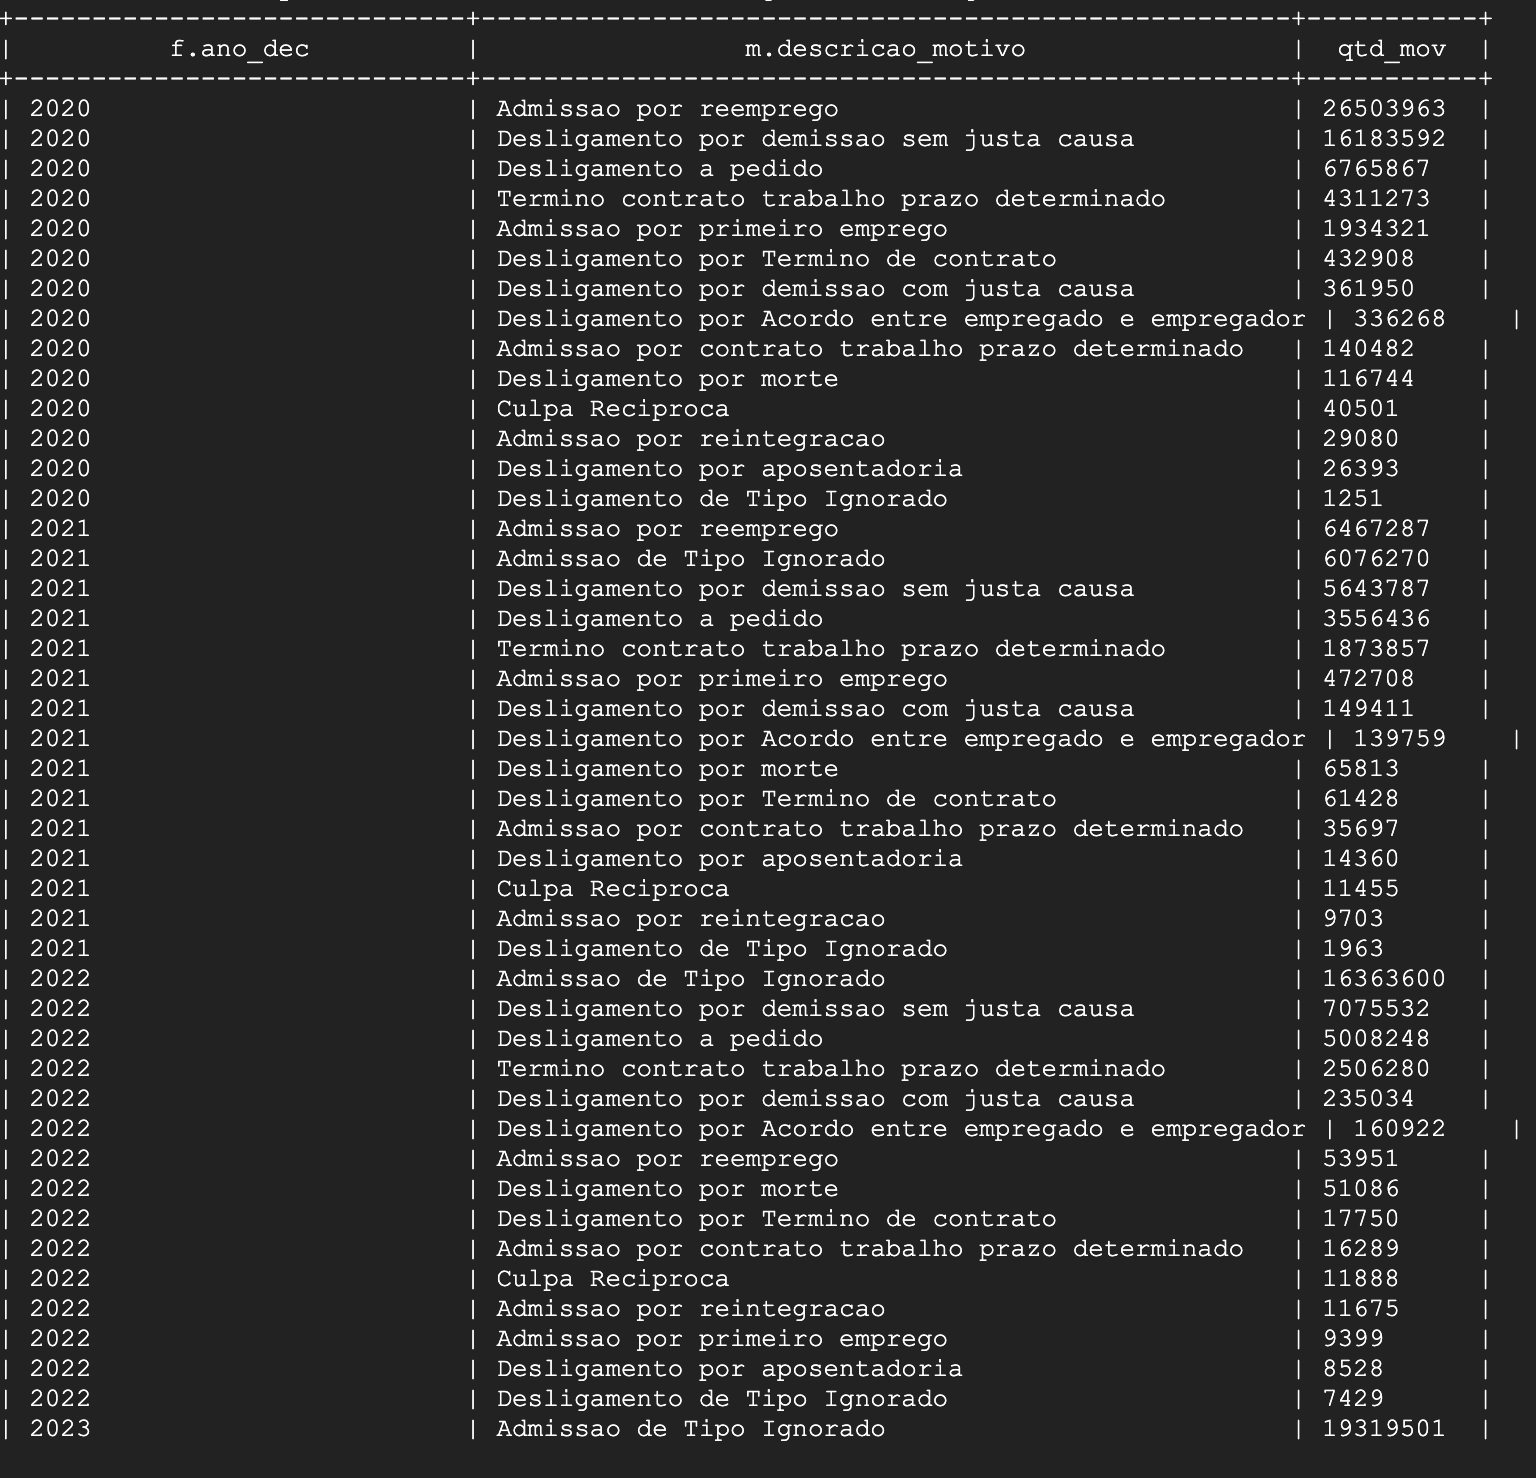 +-----------------------------+----------------------------------------------------+-----------+
| f.ano_dec | m.descricao_motivo | qtd_mov |
+-----------------------------+----------------------------------------------------+-----------+
| 2020 | Admissao por reemprego | 26503963 |
| 2020 | Desligamento por demissao sem justa causa | 16183592 |
| 2020 | Desligamento a pedido | 6765867 |
| 2020 | Termino contrato trabalho prazo determinado | 4311273 |
| 2020 | Admissao por primeiro emprego | 1934321 |
| 2020 | Desligamento por Termino de contrato | 432908 |
| 2020 | Desligamento por demissao com justa causa | 361950 |
| 2020 | Desligamento por Acordo entre empregado e empregador | 336268 |
| 2020 | Admissao por contrato trabalho prazo determinado | 140482 |
| 2020 | Desligamento por morte | 116744 |
| 2020 | Culpa Reciproca | 40501 |
| 2020 | Admissao por reintegracao | 29080 |
| 2020 | Desligamento por aposentadoria | 26393 |
| 2020 | Desligamento de Tipo Ignorado | 1251 |
| 2021 | Admissao por reemprego | 6467287 |
| 2021 | Admissao de Tipo Ignorado | 6076270 |
| 2021 | Desligamento por demissao sem justa causa | 5643787 |
| 2021 | Desligamento a pedido | 3556436 |
| 2021 | Termino contrato trabalho prazo determinado | 1873857 |
| 2021 | Admissao por primeiro emprego | 472708 |
| 2021 | Desligamento por demissao com justa causa | 149411 |
| 2021 | Desligamento por Acordo entre empregado e empregador | 139759 |
| 2021 | Desligamento por morte | 65813 |
| 2021 | Desligamento por Termino de contrato | 61428 |
| 2021 | Admissao por contrato trabalho prazo determinado | 35697 |
| 2021 | Desligamento por aposentadoria | 14360 |
| 2021 | Culpa Reciproca | 11455 |
| 2021 | Admissao por reintegracao | 9703 |
| 2021 | Desligamento de Tipo Ignorado | 1963 |
| 2022 | Admissao de Tipo Ignorado | 16363600 |
| 2022 | Desligamento por demissao sem justa causa | 7075532 |
| 2022 | Desligamento a pedido | 5008248 |
| 2022 | Termino contrato trabalho prazo determinado | 2506280 |
| 2022 | Desligamento por demissao com justa causa | 235034 |
| 2022 | Desligamento por Acordo entre empregado e empregador | 160922 |
| 2022 | Admissao por reemprego | 53951 |
| 2022 | Desligamento por morte | 51086 |
| 2022 | Desligamento por Termino de contrato | 17750 |
| 2022 | Admissao por contrato trabalho prazo determinado | 16289 |
| 2022 | Culpa Reciproca | 11888 |
| 2022 | Admissao por reintegracao | 11675 |
| 2022 | Admissao por primeiro emprego | 9399 |
| 2022 | Desligamento por aposentadoria | 8528 |
| 2022 | Desligamento de Tipo Ignorado | 7429 |
| 2023 | Admissao de Tipo Ignorado | 19319501 |